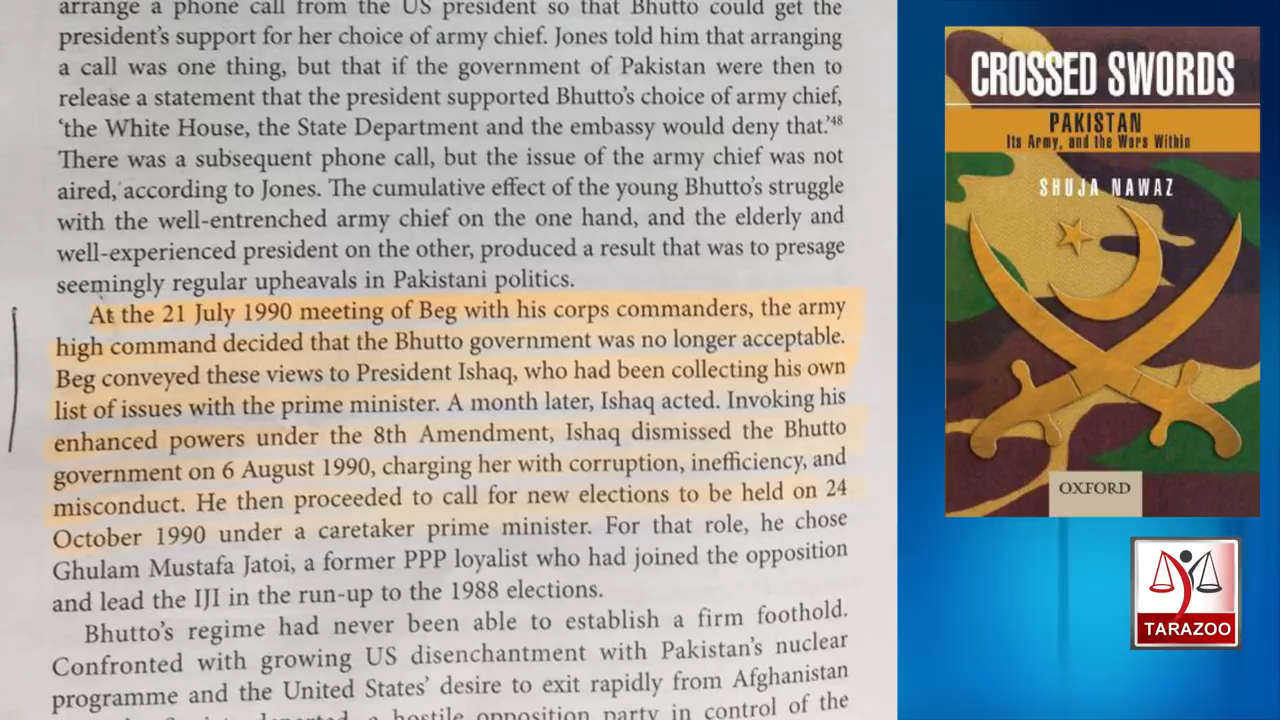 arrange a phone call from the US president so that Bhutto could get the
president's support for her choice of army chief. Jones told him that arranging
a call was one thing, but that if the government of Pakistan were then to
release a statement that the president supported Bhutto's choice of army chief,
'the White House, the State Department and the embassy would deny that.'48
There was a subsequent phone call, but the issue of the army chief was not
aired, according to Jones. The cumulative effect of the young Bhutto's struggle
with the well-entrenched army chief on the one hand, and the elderly and
well-experienced president on the other, produced a result that was to presage
seemingly regular upheavals in Pakistani politics.
At the 21 July 1990 meeting of Beg with his corps commanders, the army
high command decided that the Bhutto government was no longer acceptable.
Beg conveyed these views to President Ishaq, who had been collecting his own
list of issues with the prime minister. A month later, Ishaq acted. Invoking his
enhanced powers under the 8th Amendment, Ishaq dismissed the Bhutto
government on 6 August 1990, charging her with corruption, inefficiency, and
misconduct. He then proceeded to call for new elections to be held on 24
October 1990 under a caretaker prime minister. For that role, he chose
Ghulam Mustafa Jatoi, a former PPP loyalist who had joined the opposition
and lead the IJI in the run-up to the 1988 elections.
Bhutto's regime had never been able to establish a firm foothold.
Confronted with growing US disenchantment with Pakistan's nuclear
programme and the United States' desire to exit rapidly from Afghanistan
a hostile opposition party in control of the
CROSSED SWORDS
PAKISTAN
Its Army, and the Wars Within
SHUJA NAWAZ
OXFORD
TARAZOO